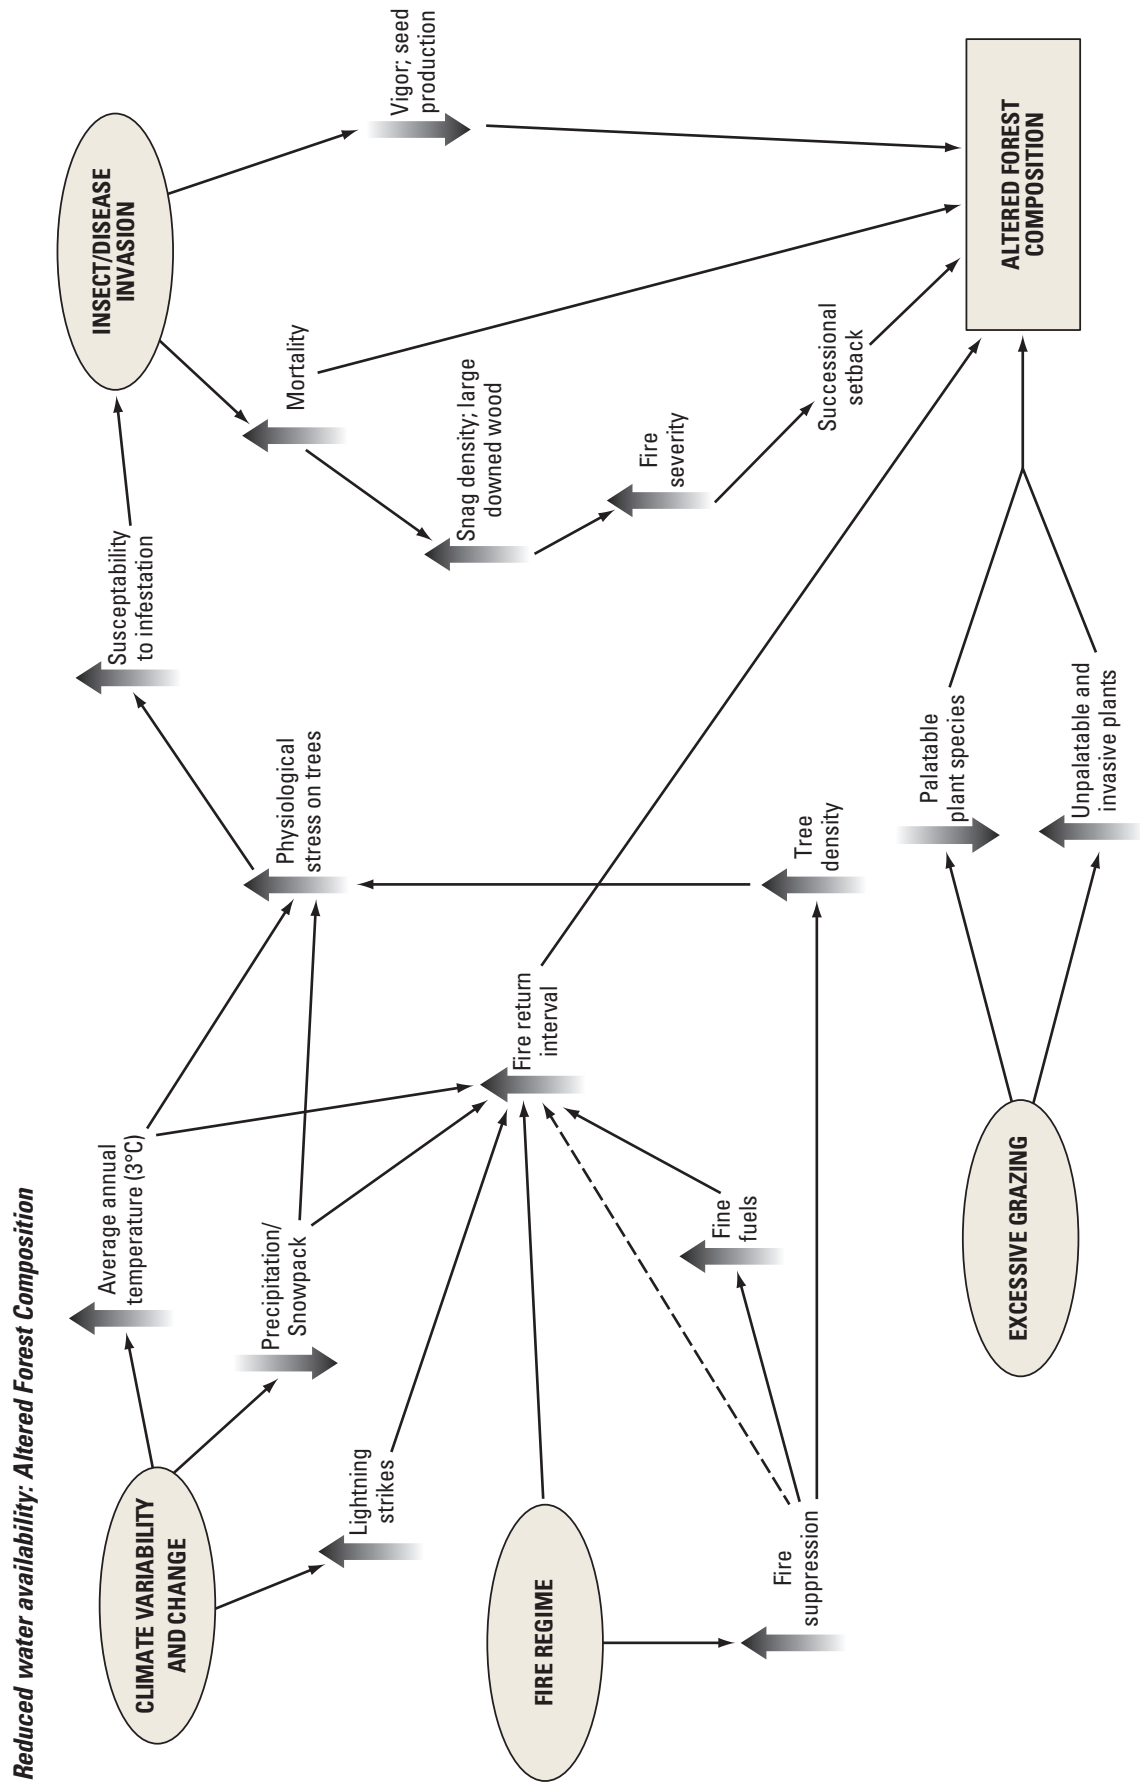 Reduced water availability: Altered Forest Composition
CLIMATE VARIABILITY
AND CHANGE
Average annual
temperature (3°C)
Precipitation/
Snowpack
Lightning
strikes
FIRE REGIME
Fire
suppression
Fine
fuels
Fire return
interval
Tree
density
Physiological
stress on trees
Susceptability
to infestation
INSECT/DISEASE
INVASION
Mortality
Vigor; seed
production
Snag density; large
downed wood
Fire
severity
Successional
setback
EXCESSIVE GRAZING
Palatable
plant species
Unpalatable and
invasive plants
ALTERED FOREST
COMPOSITION